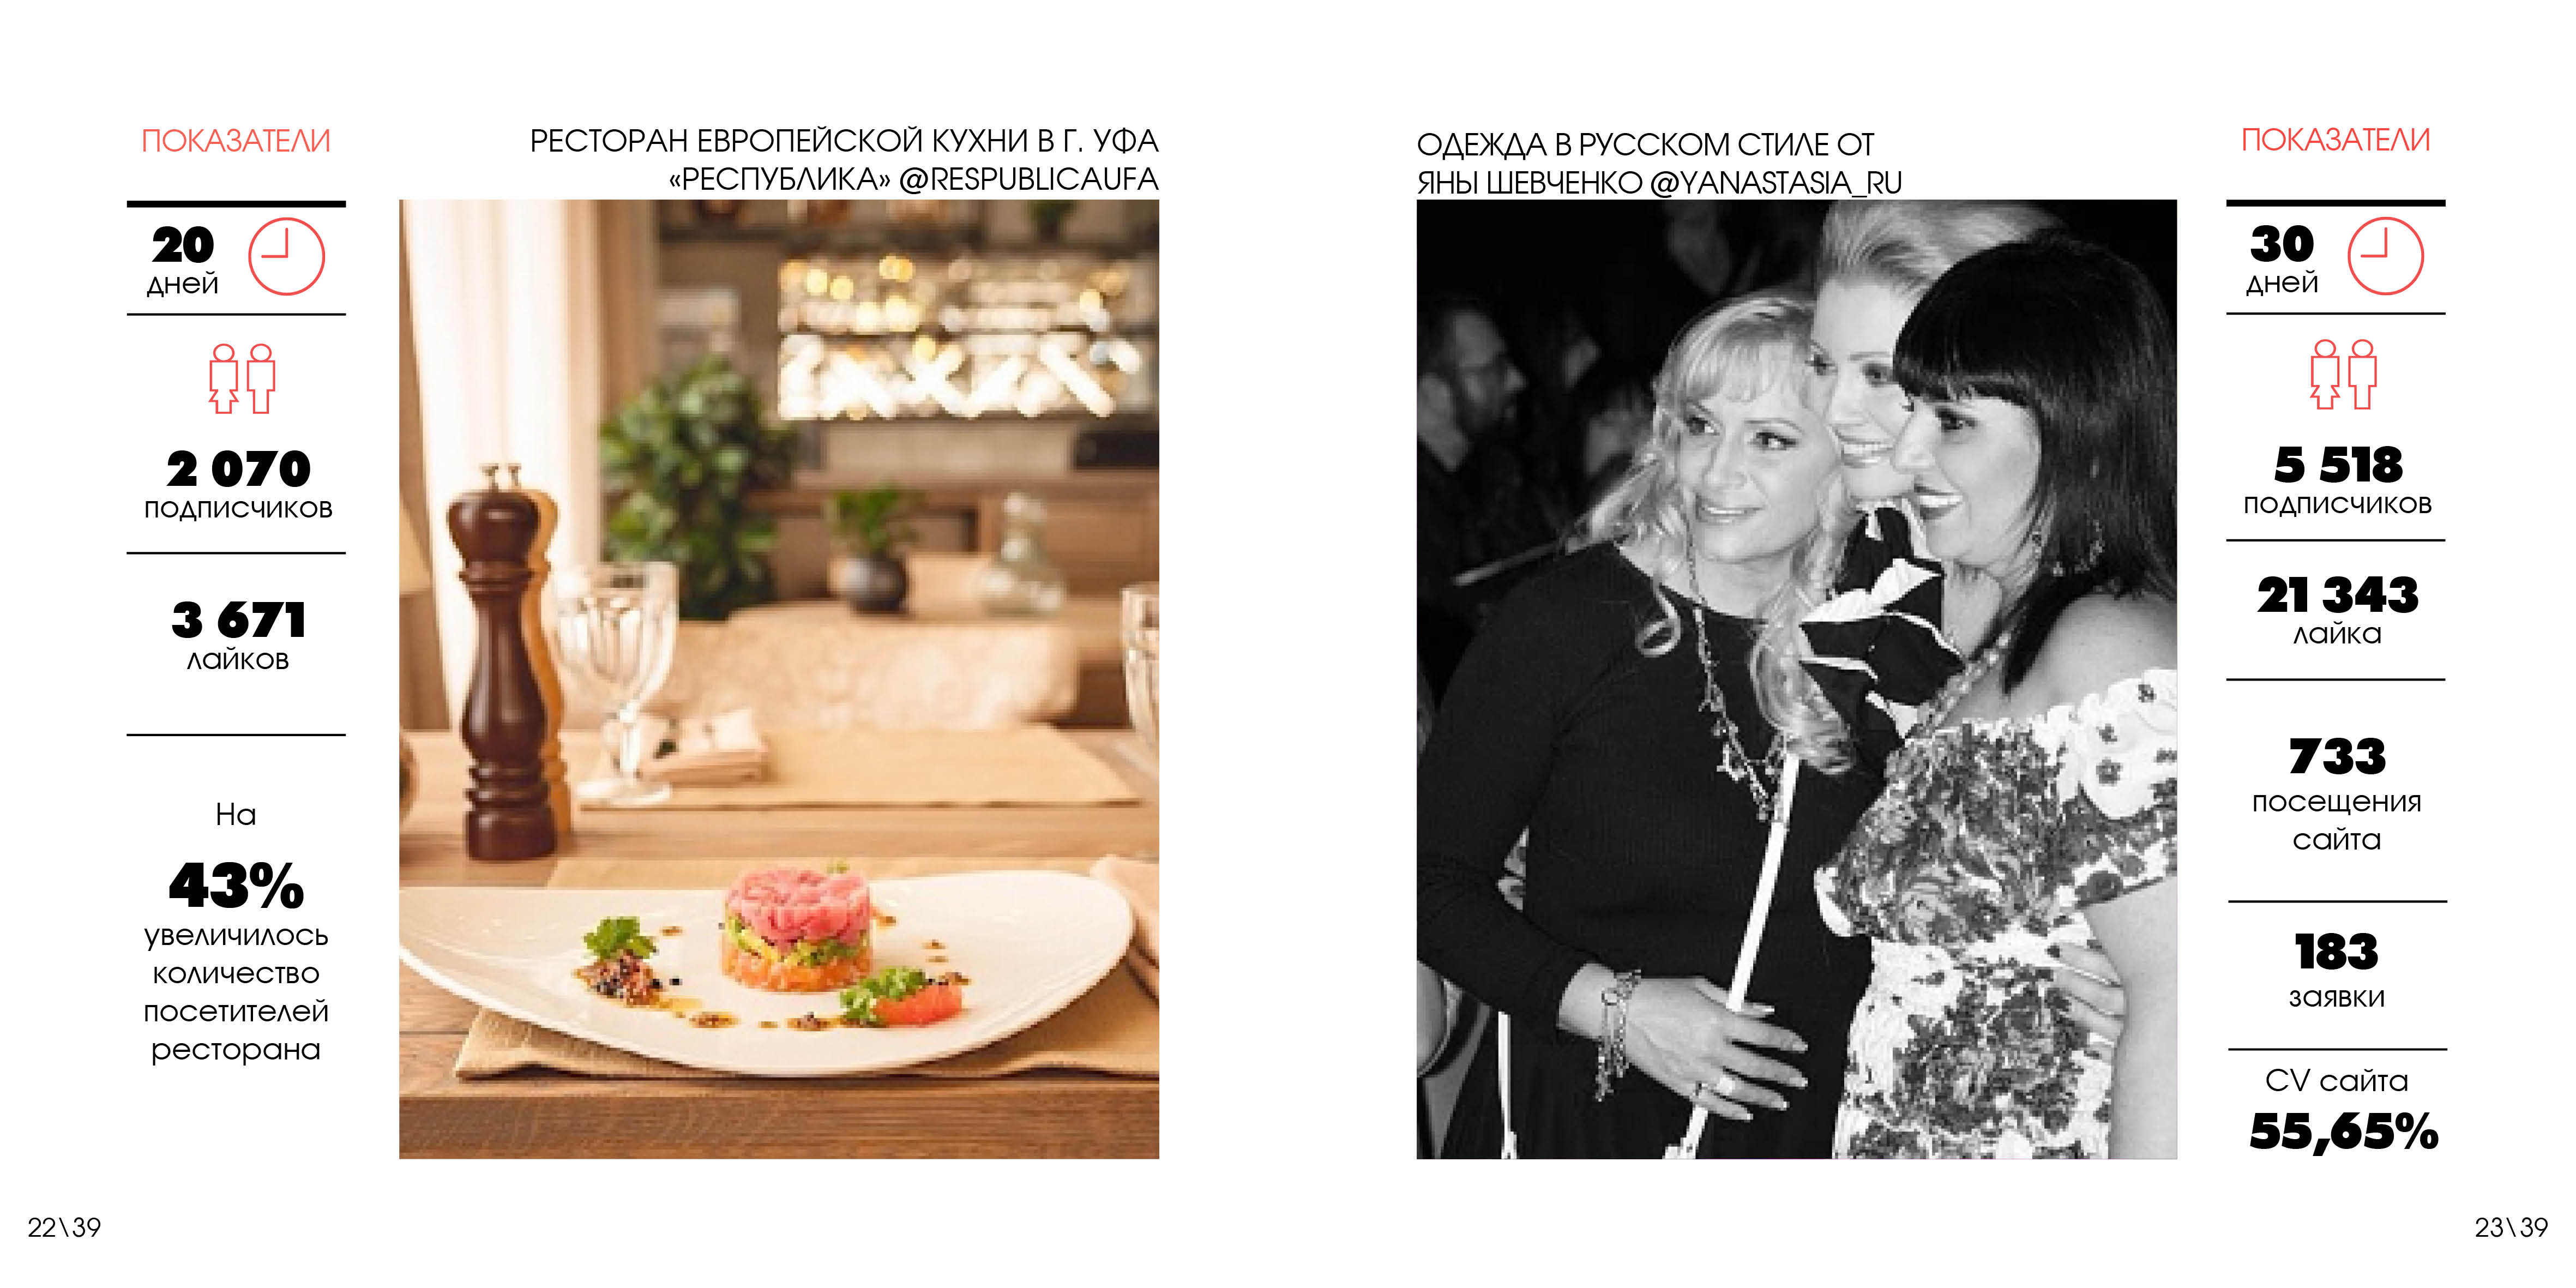 ПОКАЗАТЕЛИ
20
дней
2 070
подписчиков
3 671
лайков
На
43%
увеличилось
количество
посетителей
ресторана
РЕСТОРАН ЕВРОПЕЙСКОЙ КУХНИ В Г. УФА
«РЕСПУБЛИКА» @RESPUBLICAUFA
22\39
ОДЕЖДА В РУССКОМ СТИЛЕ ОТ
ЯНЫ ШЕВЧЕНКО @YANASTASIA_RU
ПОКАЗАТЕЛИ
30
дней
5 518
подписчиков
21 343
лайка
733
посещения
сайта
183
заявки
CV сайта
55,65%
23\39